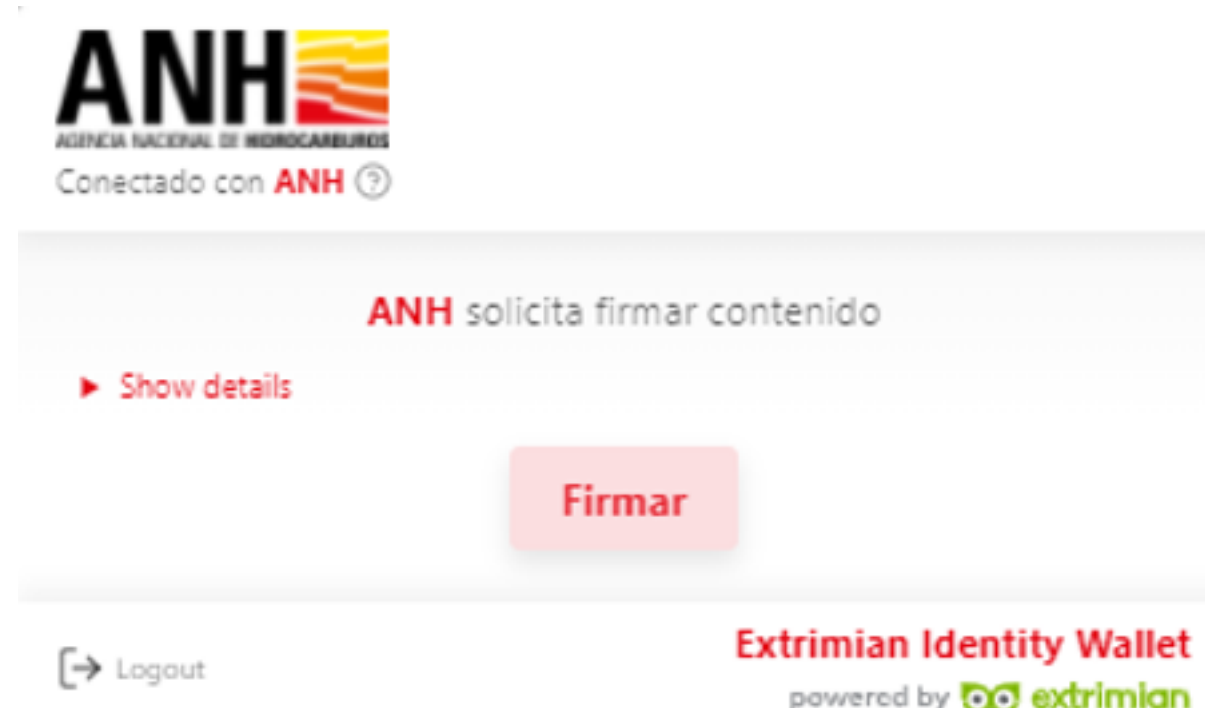 ANH
AGENCIA NACIONAL DE HIDROCARBUROS
Conectado con ANH ?
ANH solicita firmar contenido
Show details
Firmar
Logout
Extrimian Identity Wallet
powered by extrimian